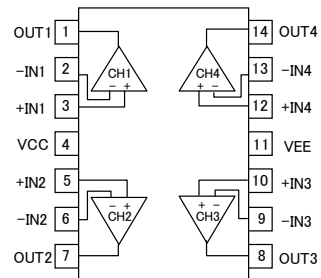 OUT1 1 14 OUT4
-IN1 2 CH1 CH4 13 -IN4
- + + -
+IN1 3 12 +IN4
VCC 4 11 VEE
+IN2 5 10 +IN3
- + + -
-IN2 6 CH2 CH3 9 -IN3
OUT2 7 8 OUT3